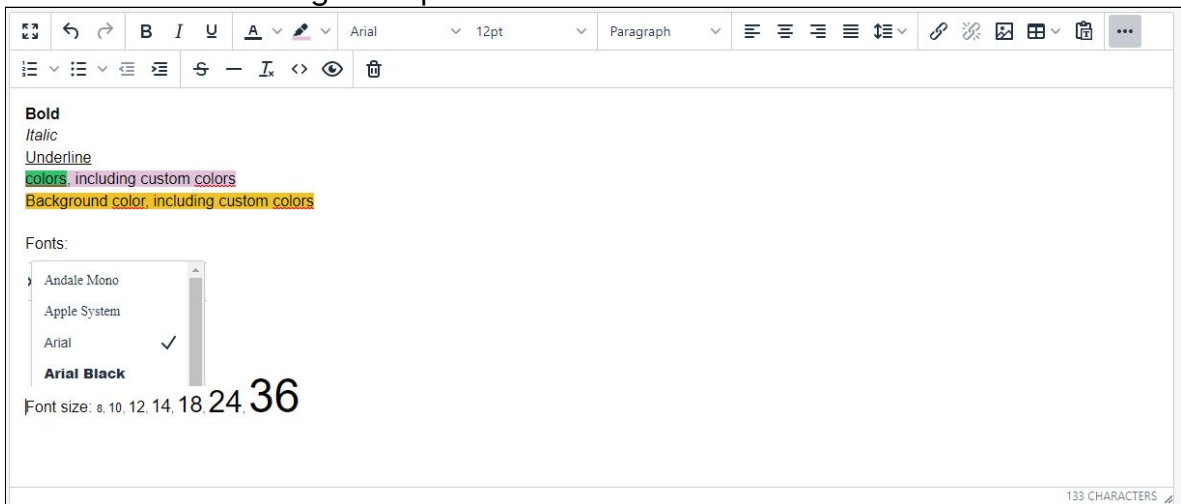 B I U A Arial 12pt Paragraph
Bold
Italic
Underline
colors, including custom colors
Background color, including custom colors
Fonts:
Andale Mono
Apple System
Arial
Arial Black
Font size: 8, 10, 12, 14, 18, 24, 36
133 CHARACTERS